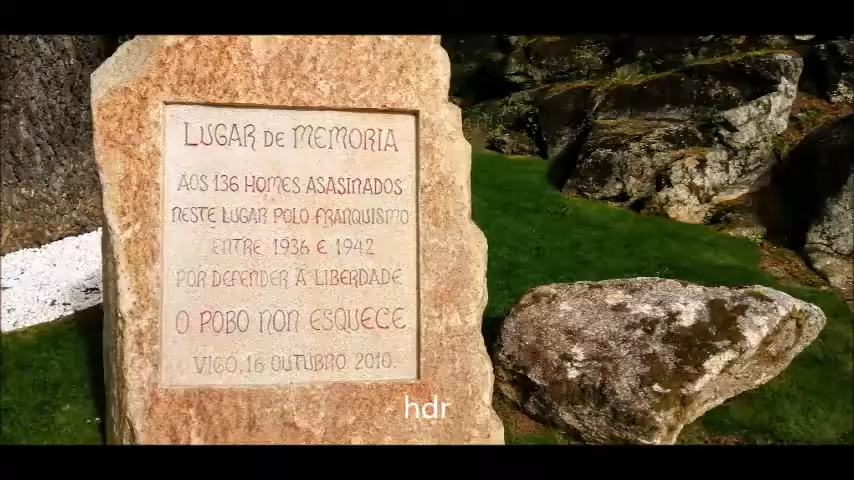 LUGAR DE MEMORIA
AOS 136 HOMES ASASINADOS
NESTE LUGAR POLO FRANQUISMO
ENTRE 1936 E 1942
POR DEFENDER A LIBERDADE
O POBO NON ESQUECE
VIGO, 16 OUTUBRO 2010.
hdr